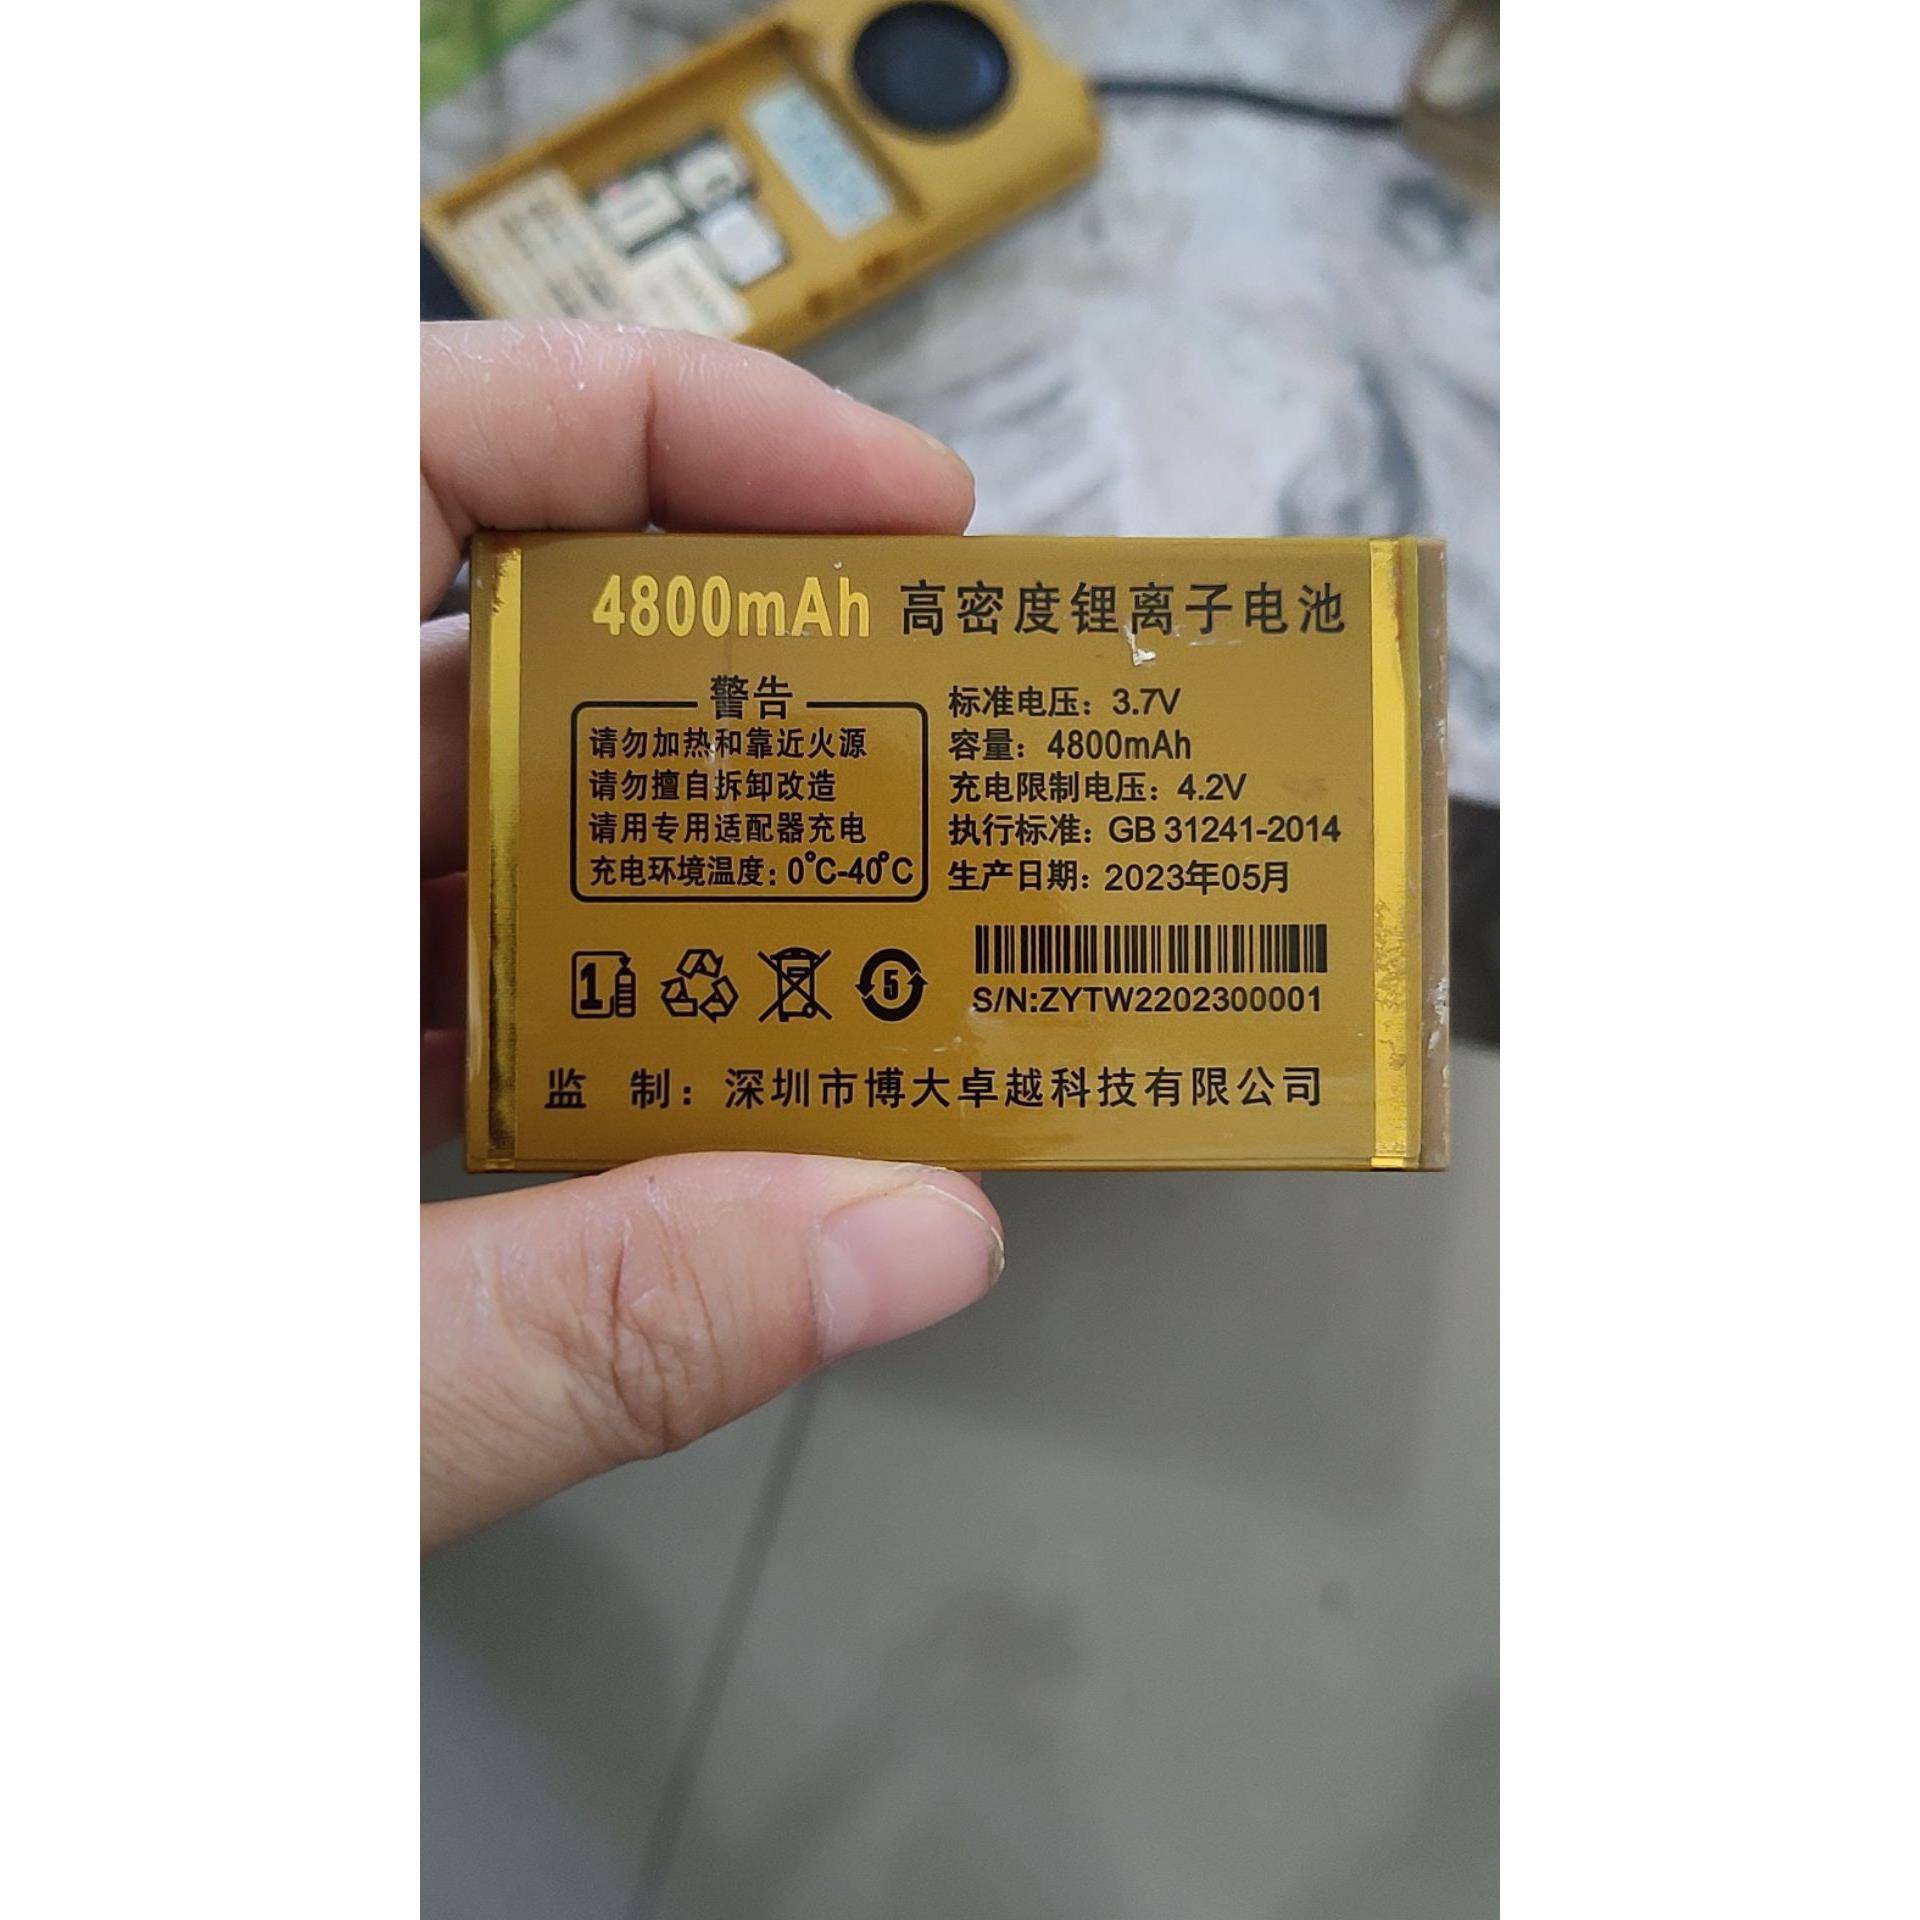 4800mAh 高密度锂离子电池
警告
请勿加热和靠近火源
请勿擅自拆卸改造
请用专用适配器充电
充电环境温度：0℃-40℃
标准电压：3.7V
容量：4800mAh
充电限制电压：4.2V
执行标准：GB 31241-2014
生产日期：2023年05月
1
5
S/N:ZYTW2202300001
监 制：深圳市博大卓越科技有限公司